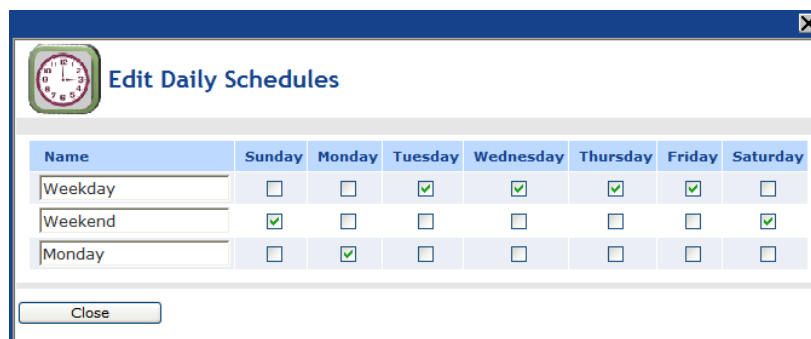 Edit Daily Schedules
Name Sunday Monday Tuesday Wednesday Thursday Friday Saturday
Weekday
Weekend
Monday
Close